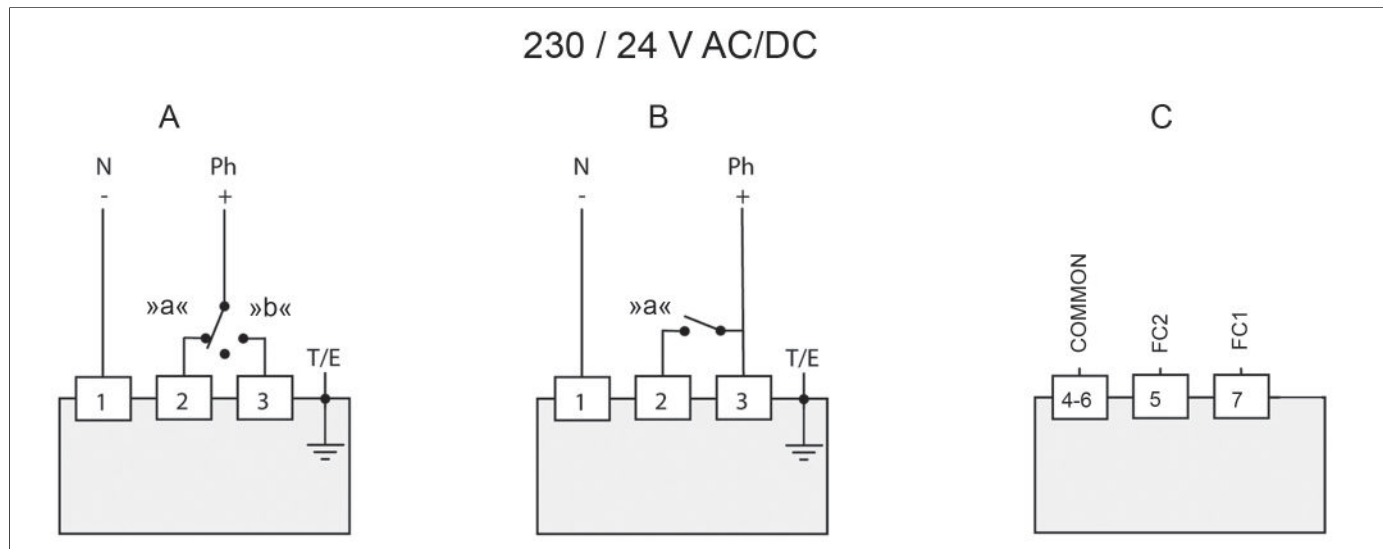 230 / 24 V AC/DC
A
N Ph
- +
»a« »b«
T/E
1 2 3
B
N Ph
- +
»a«
T/E
1 2 3
C
COMMON
FC2
FC1
4-6 5 7